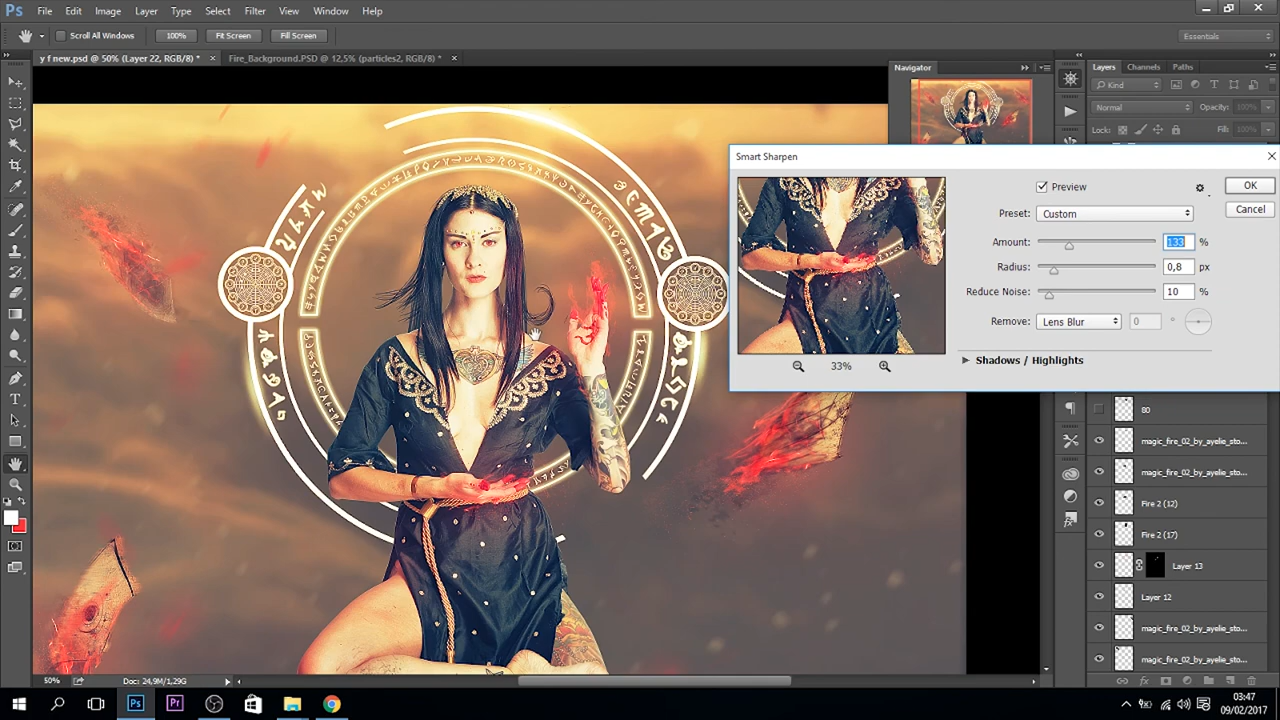 Ps File Edit Image Layer Type Select Filter View Window Help
Scroll All Windows 100% Fit Screen Fill Screen Essentials
y f new.psd @ 50% (Layer 22, RGB/8) * × Fire_Background.PSD @ 12,5% (particles2, RGB/8) * ×
Navigator
Layers Channels Paths
Kind
Normal Opacity: 100%
Lock: Fill: 100%
Smart Sharpen
Preview
OK
Preset: Custom
Cancel
Amount: 133 %
Radius: 0,8 px
Reduce Noise: 10 %
Remove: Lens Blur 0 °
33%
Shadows / Highlights
80
magic_fire_02_by_ayelie_sto...
magic_fire_02_by_ayelie_sto...
Fire 2 (12)
Fire 2 (17)
Layer 13
Layer 12
magic_fire_02_by_ayelie_sto...
magic_fire_02_by_ayelie_sto...
50% Doc: 24,9M/1,29G
Ps Pr
03:47
09/02/2017